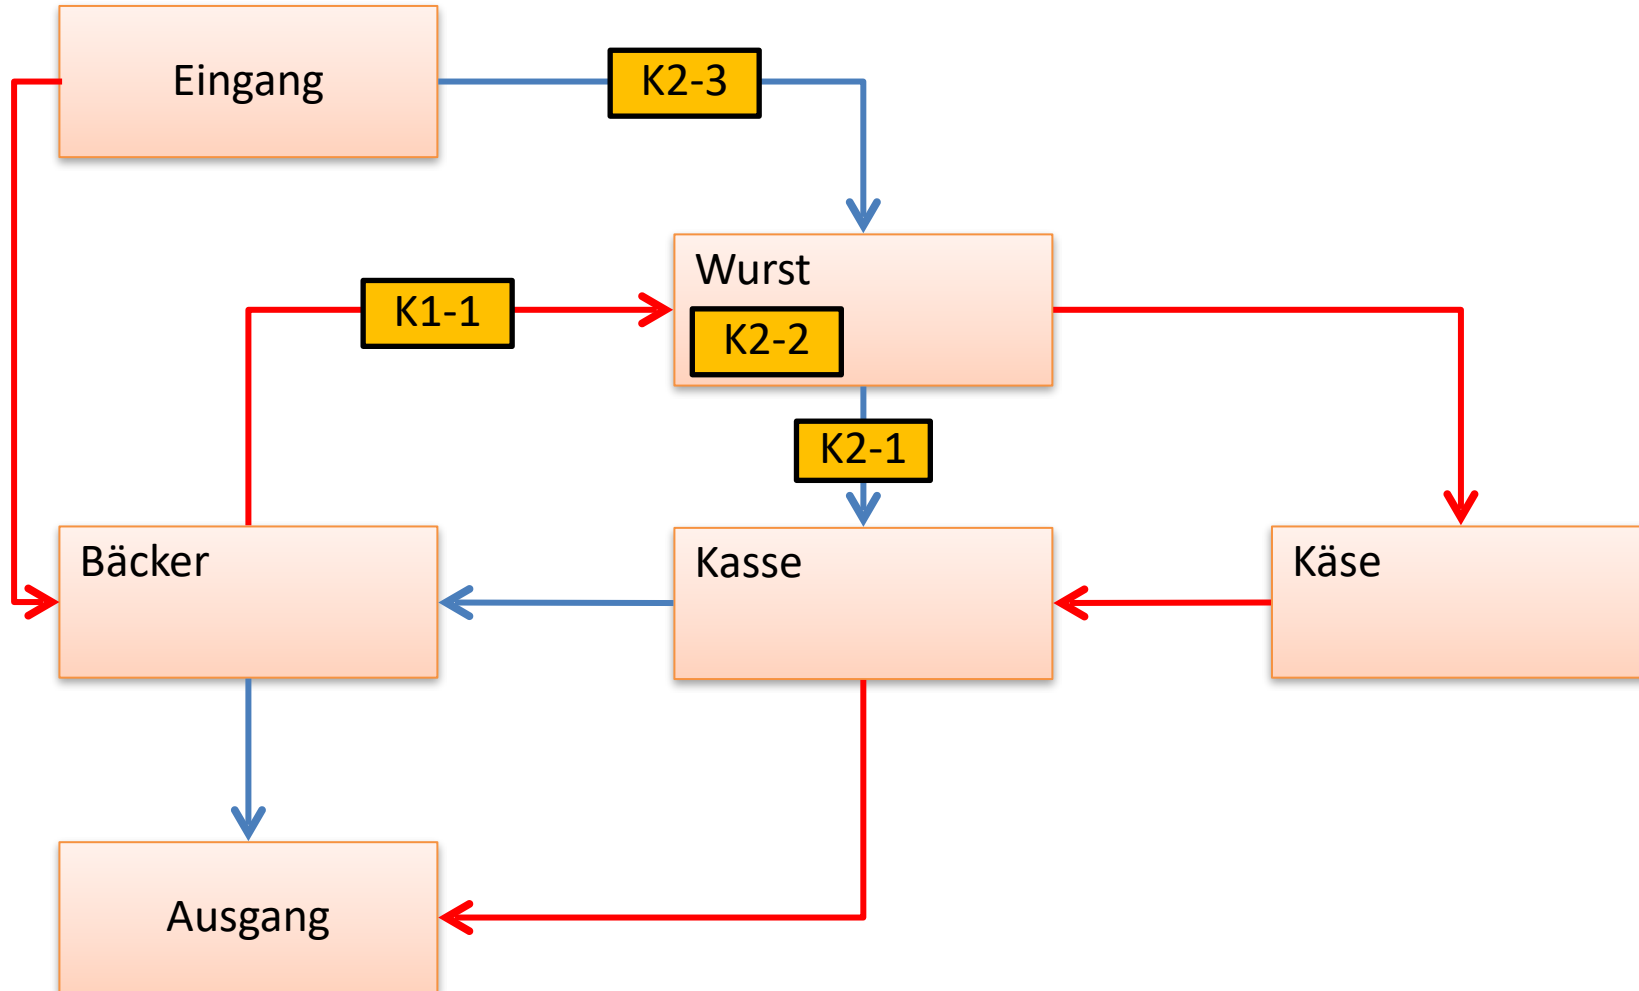 Eingang
K2-3
Wurst
K1-1
K2-2
K2-1
Bäcker
Kasse
Käse
Ausgang